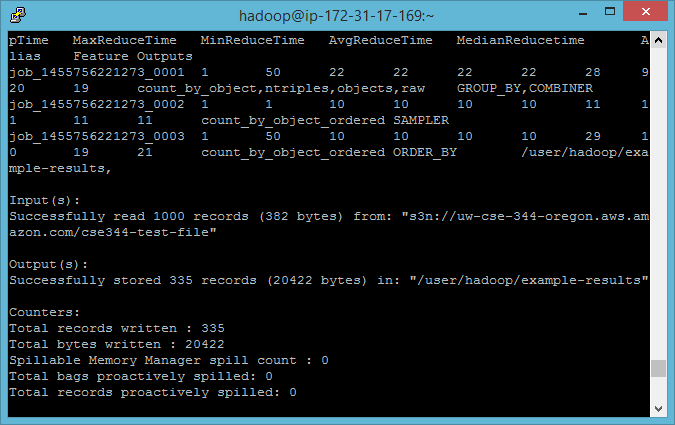 hadoop@ip-172-31-17-169:~
pTime   MaxReduceTime   MinReduceTime   AvgReduceTime   MedianReducetime       A
lias    Feature Outputs
job_1455756221273_0001  1       50      22      22      22      22      28     9
20      19      count_by_object,ntriples,objects,raw    GROUP_BY,COMBINER
job_1455756221273_0002  1       1       10      10      10      10      11     1
1       11      11      count_by_object_ordered SAMPLER
job_1455756221273_0003  1       50      10      10      10      10      29     1
0       19      21      count_by_object_ordered ORDER_BY        /user/hadoop/exa
mple-results,
Input(s):
Successfully read 1000 records (382 bytes) from: "s3n://uw-cse-344-oregon.aws.am
azon.com/cse344-test-file"
Output(s):
Successfully stored 335 records (20422 bytes) in: "/user/hadoop/example-results"
Counters:
Total records written : 335
Total bytes written : 20422
Spillable Memory Manager spill count : 0
Total bags proactively spilled: 0
Total records proactively spilled: 0